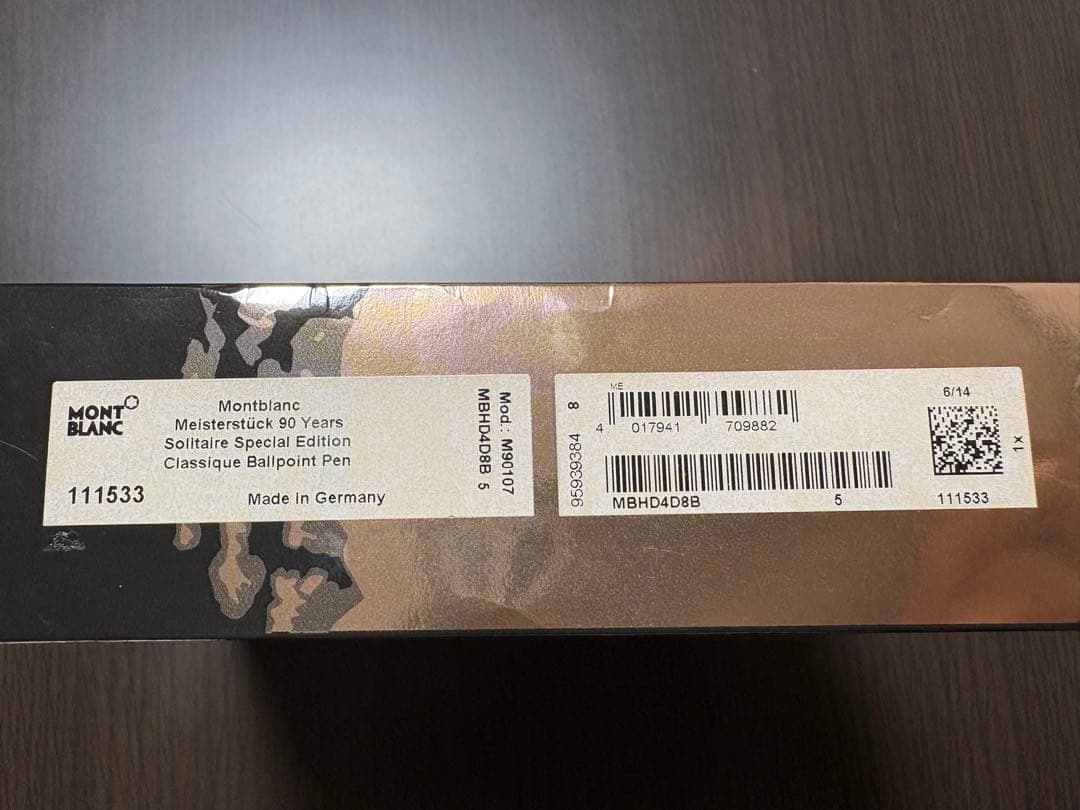 MONT
BLANC
Montblanc
Meisterstück 90 Years
Solitaire Special Edition
Classique Ballpoint Pen
111533
Made in Germany
Mod.: M90107
MBHD4D8B 5
95939384 8
ME
4 017941 709882
MBHD4D8B 5
6/14
1x
111533